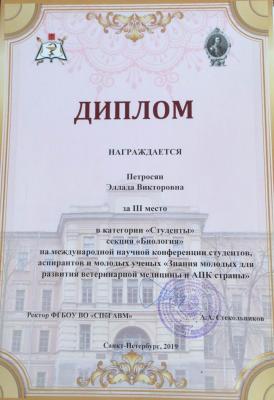 ДИПЛОМ
НАГРАЖДАЕТСЯ
Петросян
Эллада Викторовна
за III место
в категории «Студенты»
секция «Биология»
на международной научной конференции студентов,
аспирантов и молодых ученых «Знания молодых для
развития ветеринарной медицины и АПК страны»
Ректор ФГБОУ ВО «СПбГАВМ»
А.А. Стекольников
Санкт-Петербург, 2019